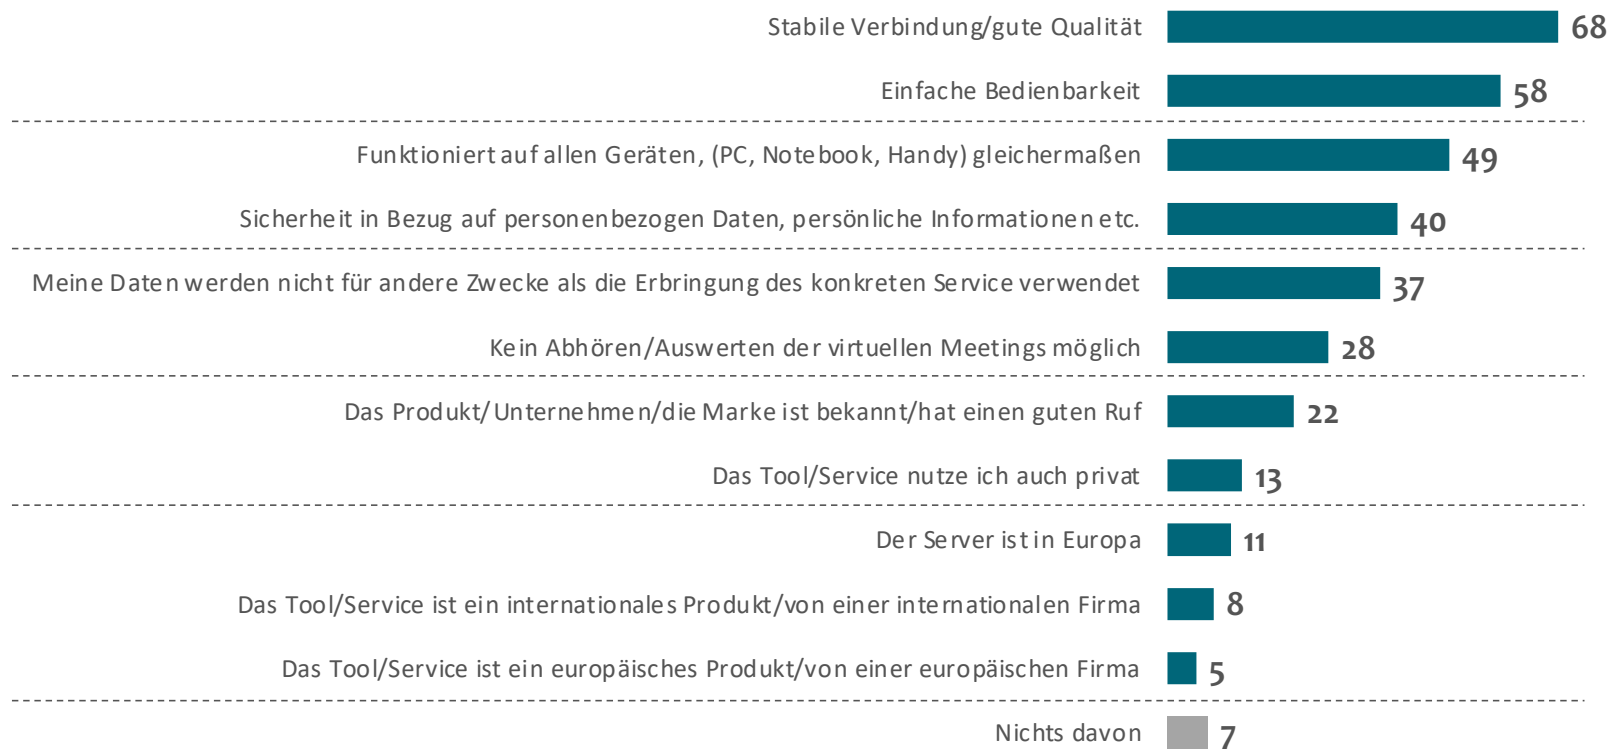 Stabile Verbindung/gute Qualität 68
Einfache Bedienbarkeit 58
Funktioniert auf allen Geräten, (PC, Notebook, Handy) gleichermaßen 49
Sicherheit in Bezug auf personenbezogen Daten, persönliche Informationen etc. 40
Meine Daten werden nicht für andere Zwecke als die Erbringung des konkreten Service verwendet 37
Kein Abhören/Auswerten der virtuellen Meetings möglich 28
Das Produkt/Unternehmen/die Marke ist bekannt/hat einen guten Ruf 22
Das Tool/Service nutze ich auch privat 13
Der Server ist in Europa 11
Das Tool/Service ist ein internationales Produkt/von einer internationalen Firma 8
Das Tool/Service ist ein europäisches Produkt/von einer europäischen Firma 5
Nichts davon 7